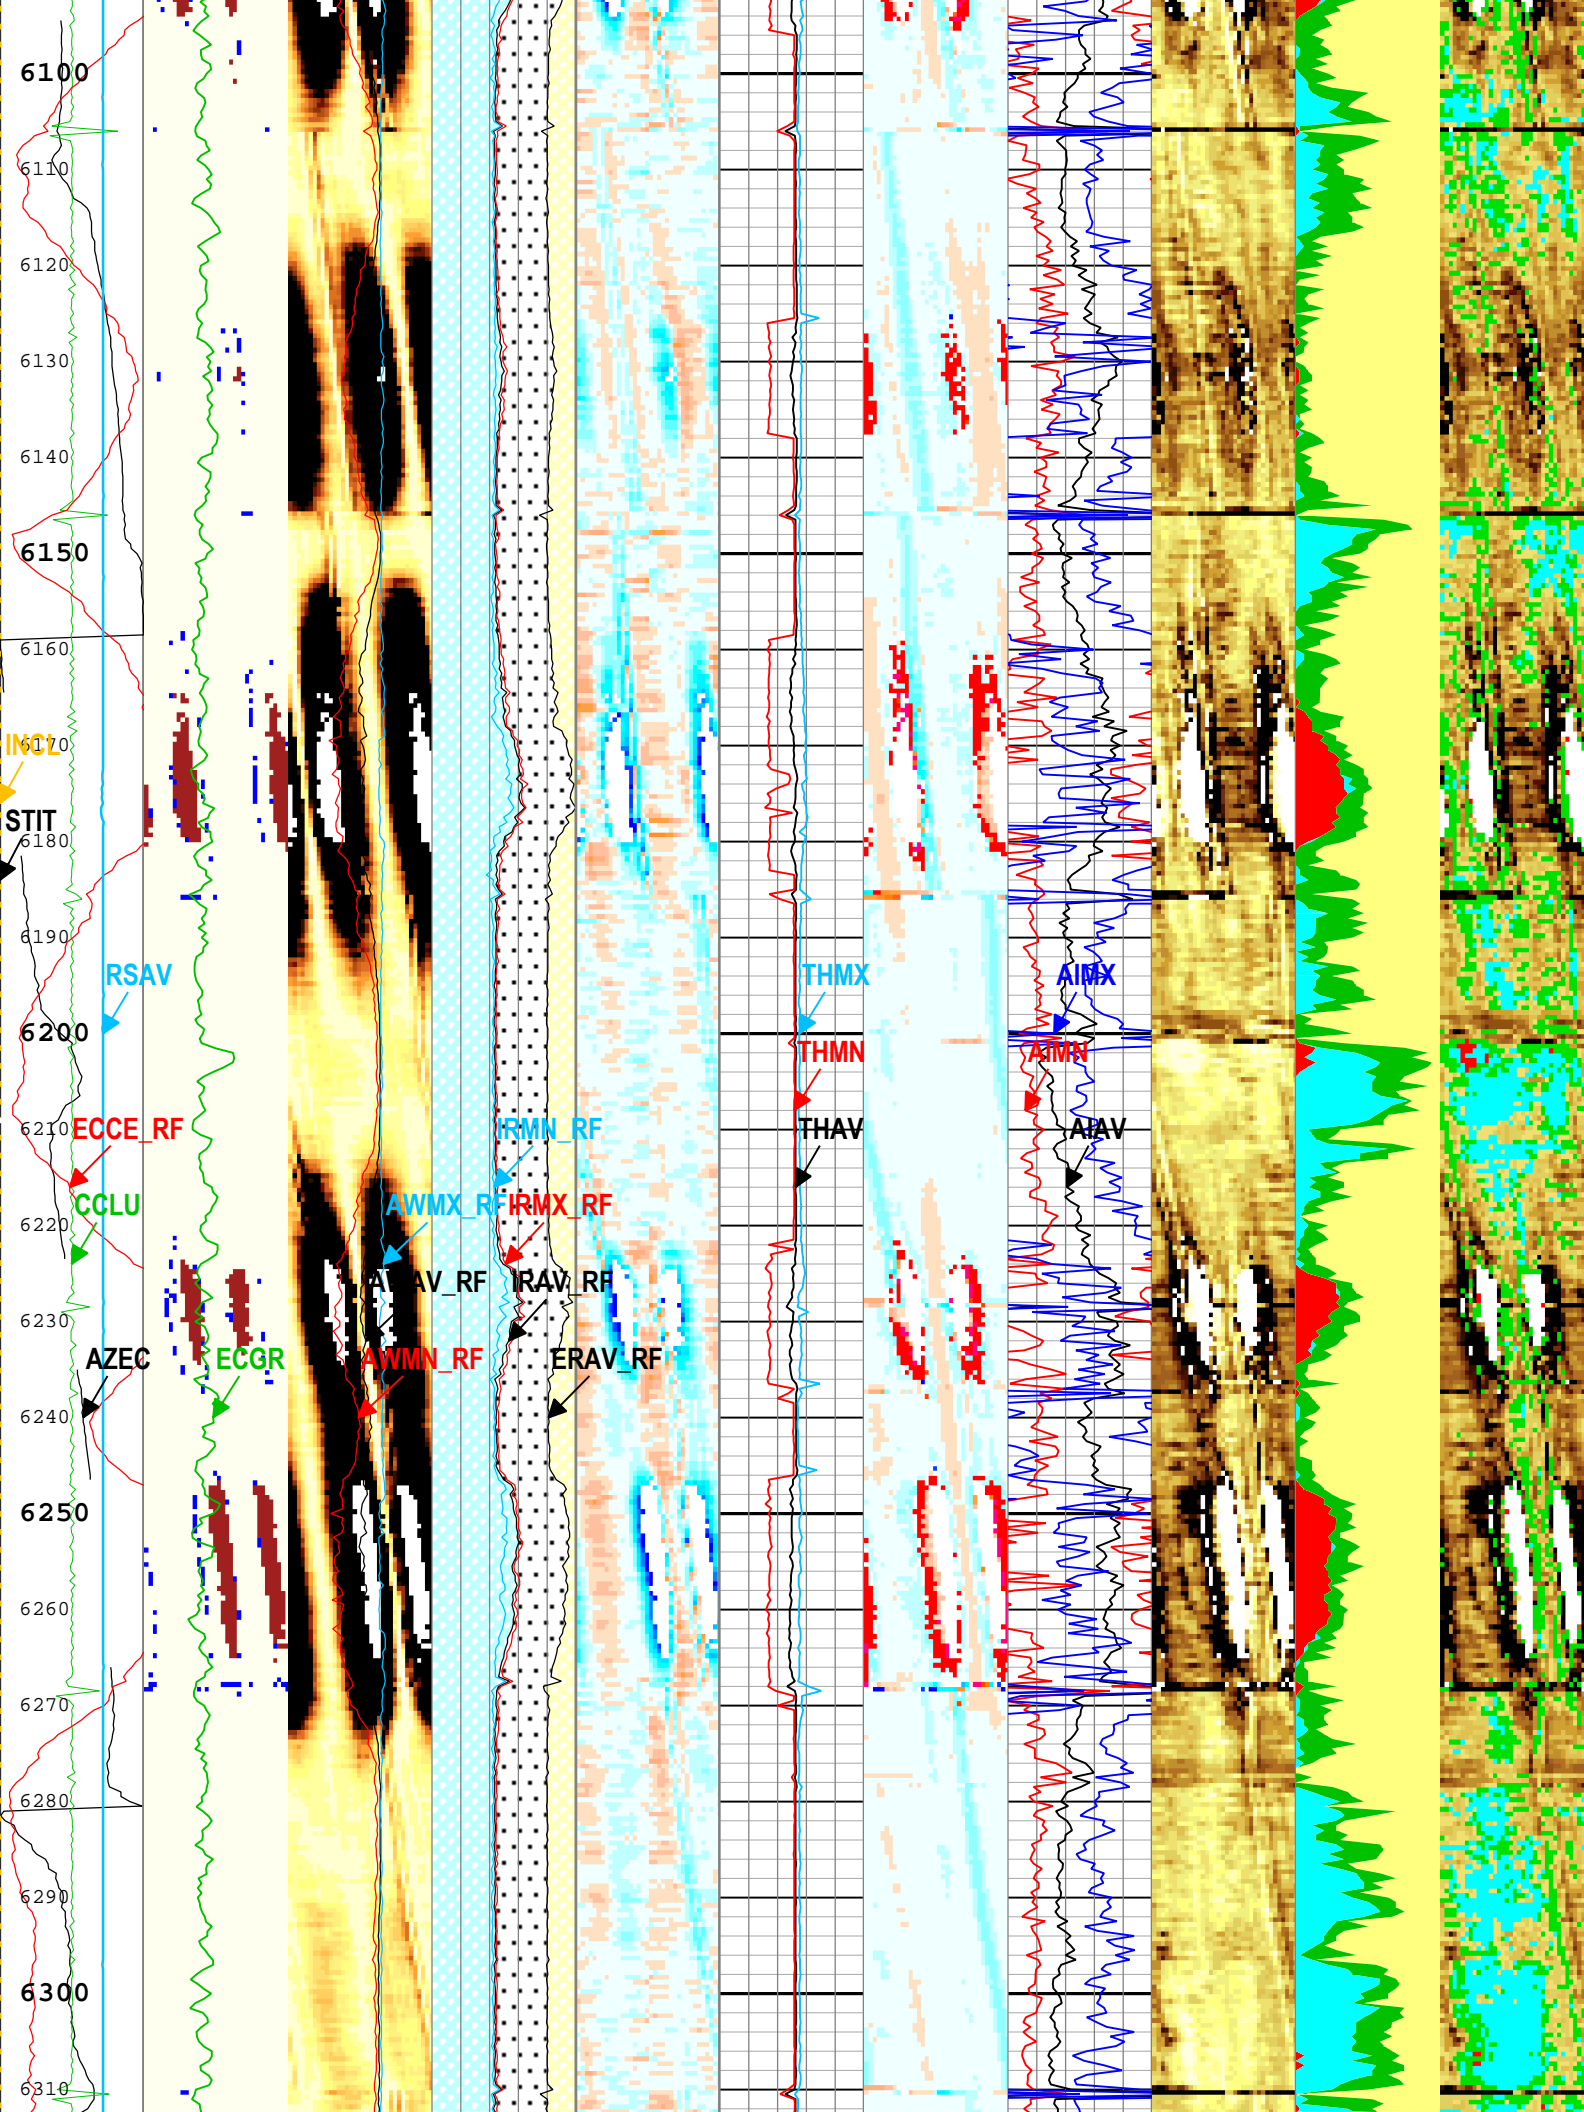 6100
6110
6120
6130
6140
6150
6160
INCL 6170
STIT
6180
6190
RSAV THMX AIMX
6200
THMN AIMN
6210
ECCE_RF IRMN_RF THAV AIAV
CCLU AWMX_RF IRMX_RF
6220
AWAV_RF IRAV_RF
6230
AZEC ECGR AWMN_RF ERAV_RF
6240
6250
6260
6270
6280
6290
6300
6310